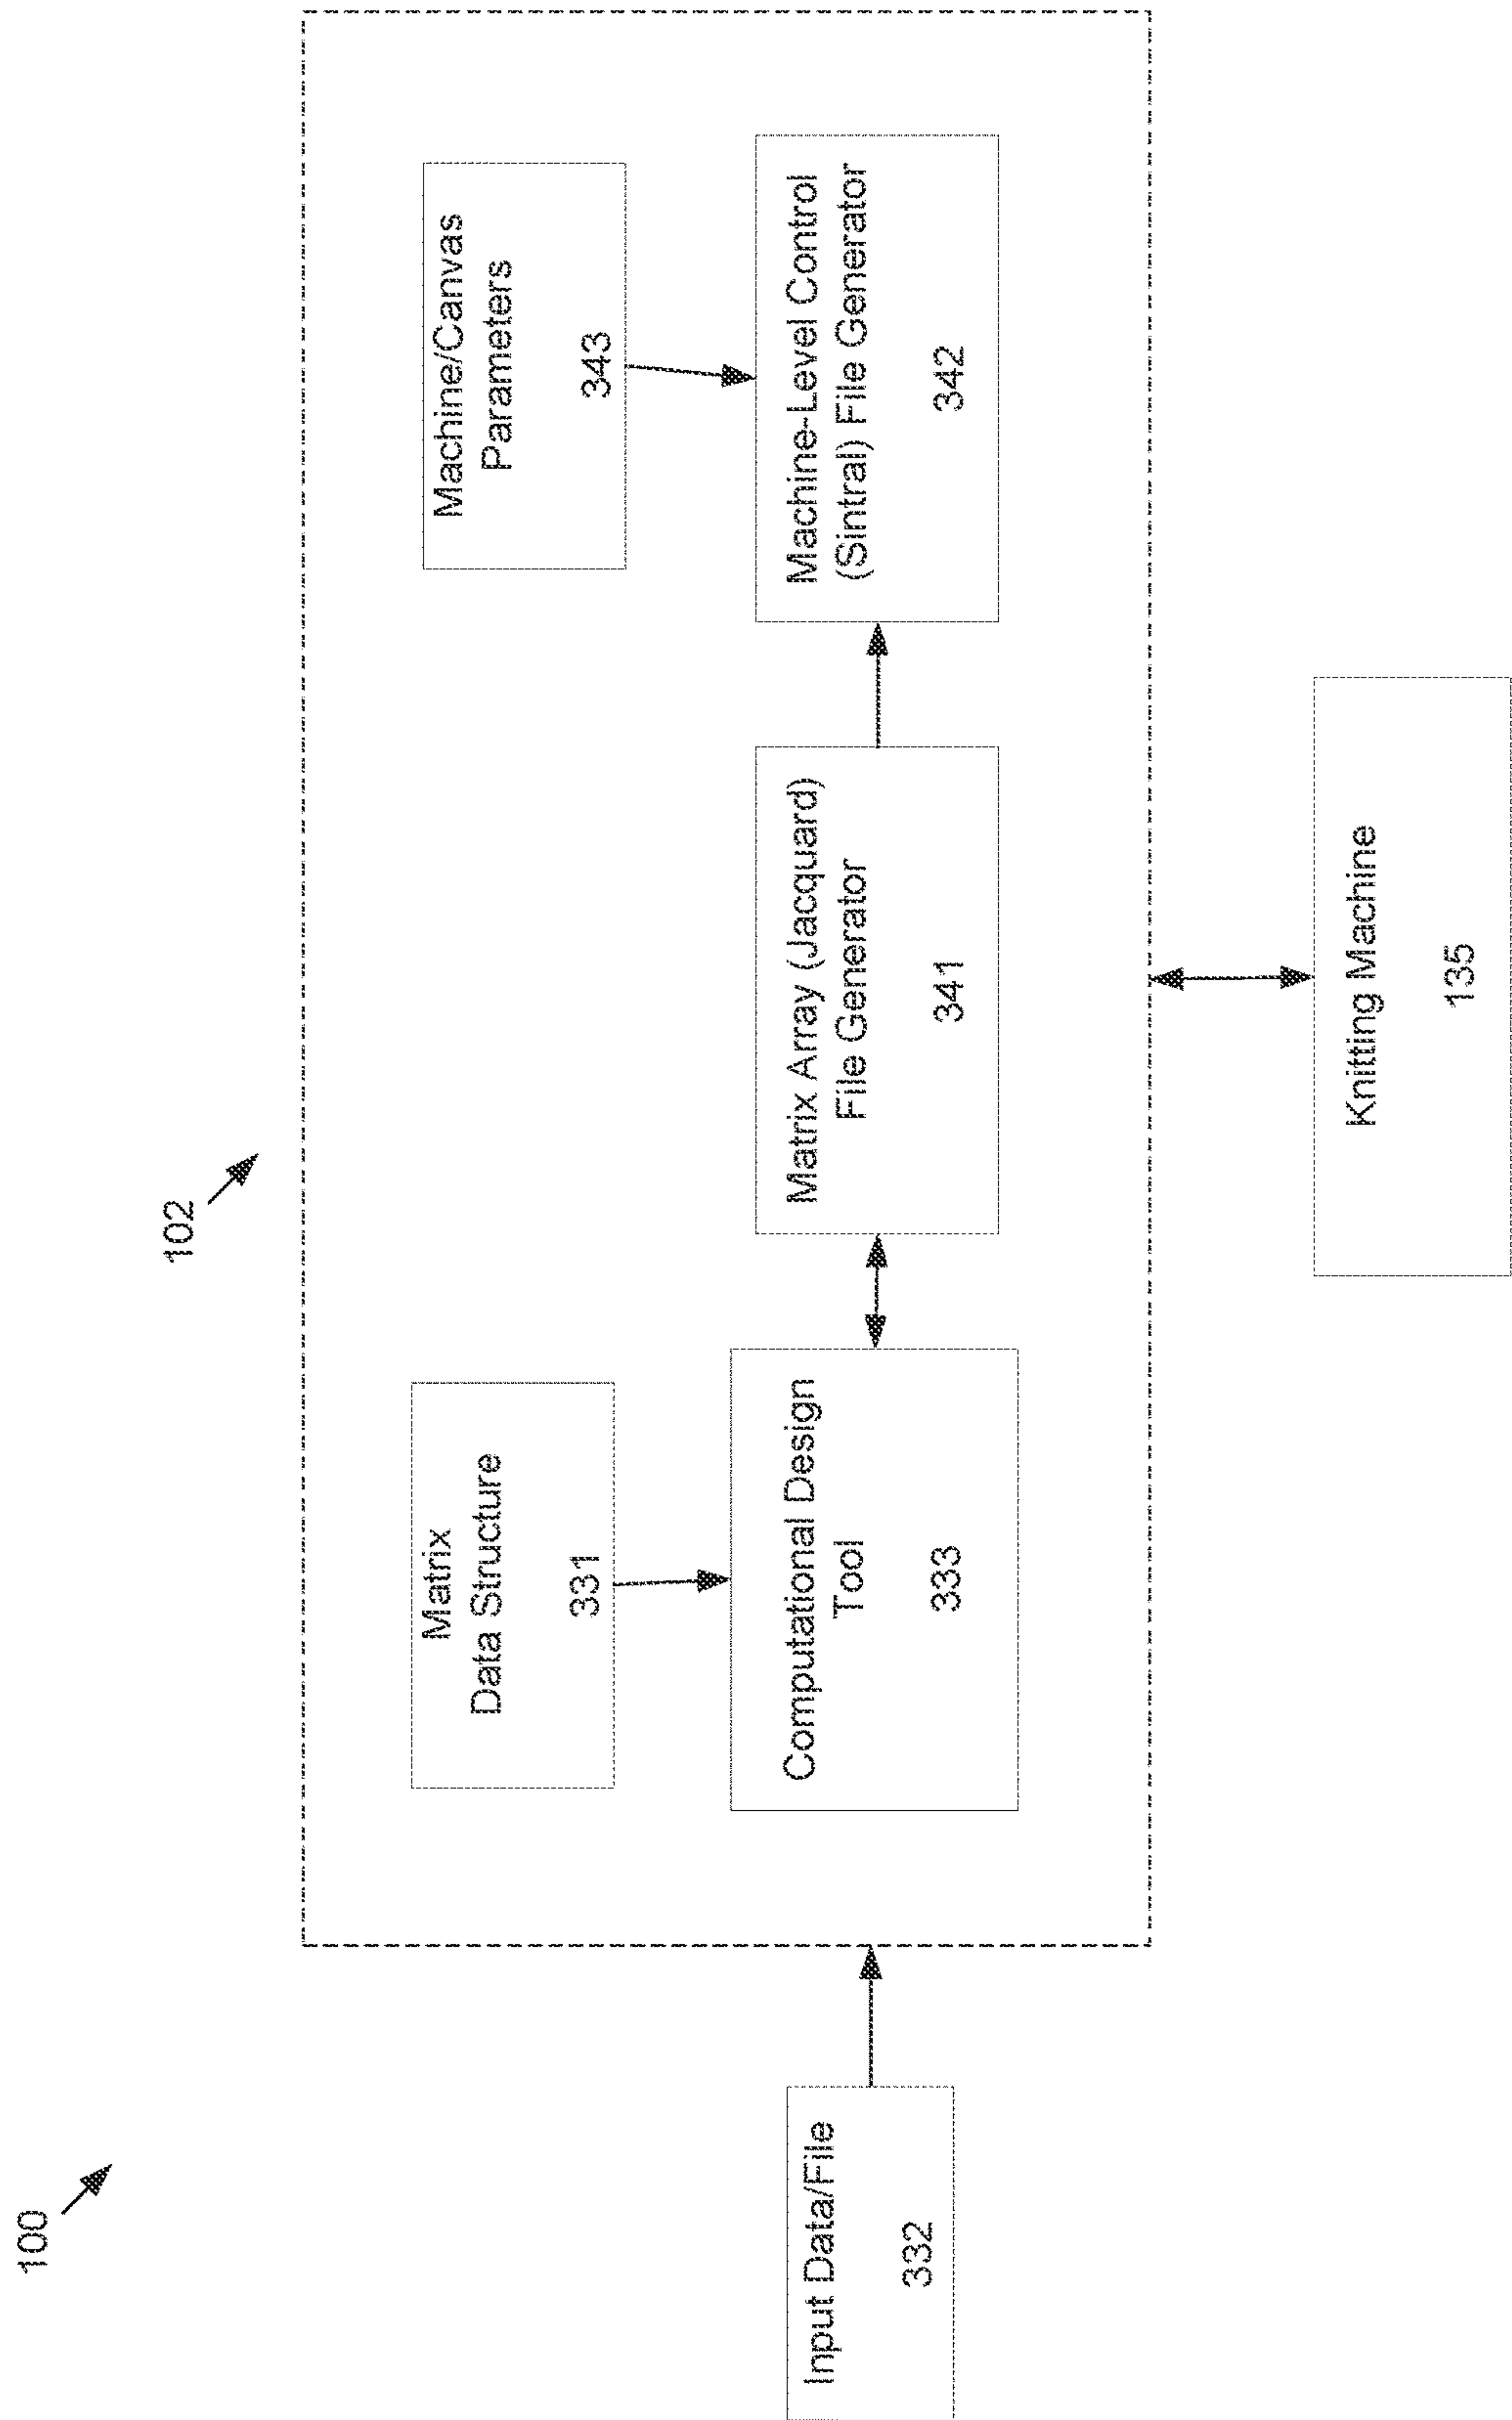 100
102
Matrix
Data Structure
331
Machine/Canvas
Parameters
343
Input Data/File
332
Computational Design
Tool
333
Matrix Array (Jacquard)
File Generator
341
Machine-Level Control
(Sintral) File Generator
342
Knitting Machine
135